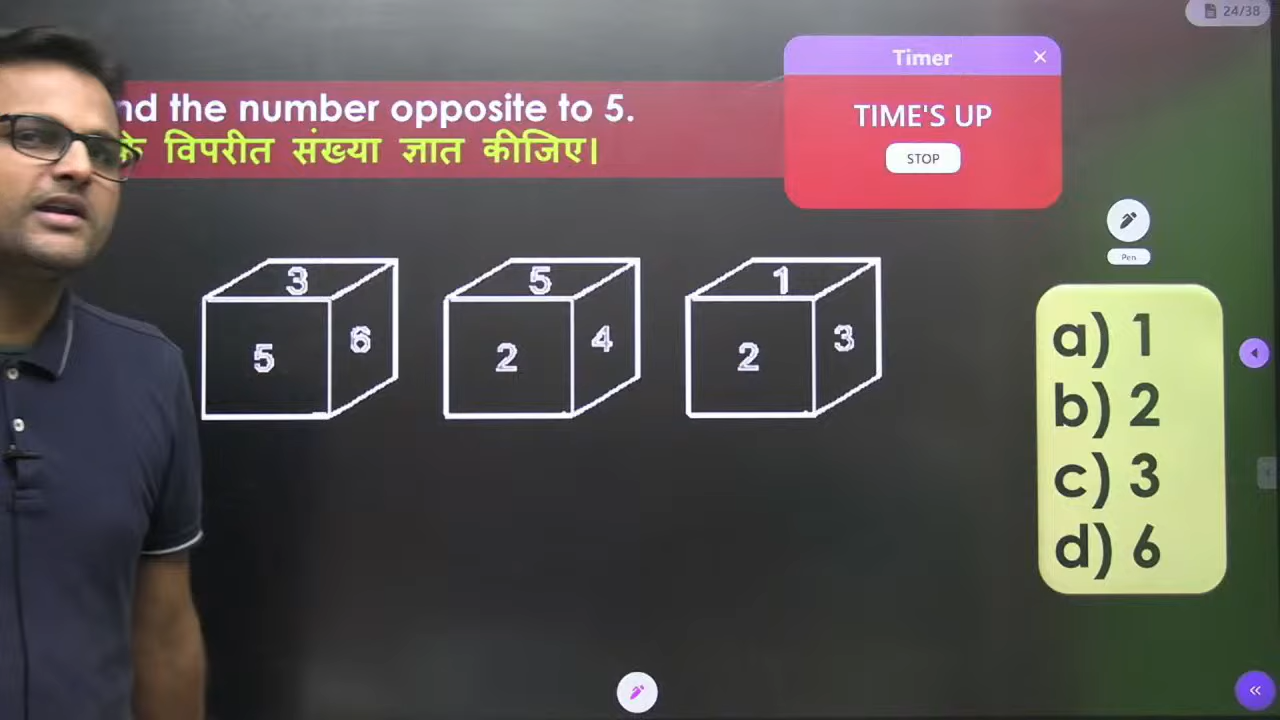 24/38
Timer
TIME'S UP
STOP
the number opposite to 5.
विपरीत संख्या ज्ञात कीजिए।
Pen
3
5
6
5
2
4
1
2
3
a) 1
b) 2
c) 3
d) 6